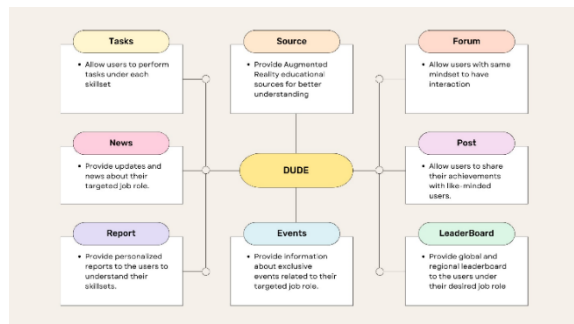 Tasks
• Allow users to perform
tasks under each
skillset
Source
• Provide Augmented
Reality educational
sources for better
understanding
Forum
• Allow users with same
mindset to have
interaction
News
• Provide updates and
news about their
targeted job role.
DUDE
Post
• Allow users to share
their achievements
with like-minded
users.
Report
• Provide personalized
reports to the users to
understand their
skillsets.
Events
• Provide information
about exclusive
events related to their
targeted job role.
LeaderBoard
• Provide global and
regional leaderboard
to the users under
their desired job role